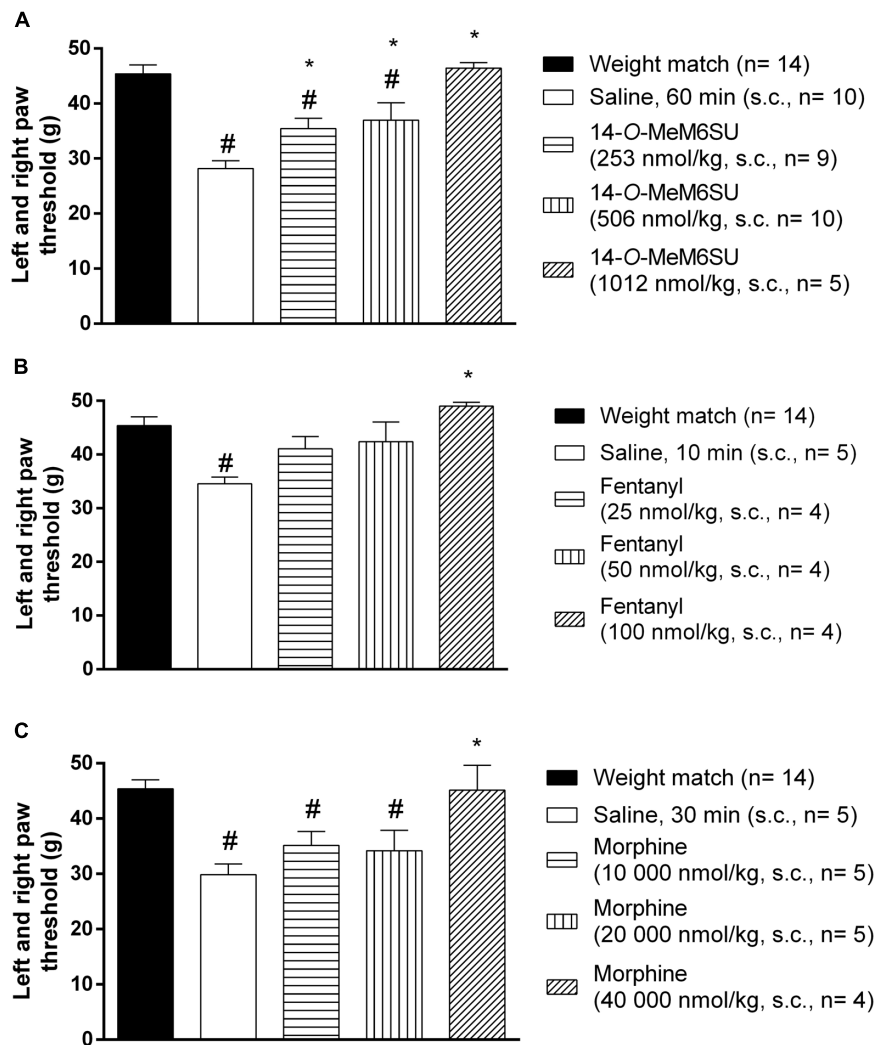 A
Left and right paw
threshold (g)
50
40
30
20
10
0
#
*
#
*
#
*
Weight match (n= 14)
Saline, 60 min (s.c., n= 10)
14-O-MeM6SU
(253 nmol/kg, s.c., n= 9)
14-O-MeM6SU
(506 nmol/kg, s.c. n= 10)
14-O-MeM6SU
(1012 nmol/kg, s.c., n= 5)
B
Left and right paw
threshold (g)
50
40
30
20
10
0
#
*
Weight match (n= 14)
Saline, 10 min (s.c., n= 5)
Fentanyl
(25 nmol/kg, s.c., n= 4)
Fentanyl
(50 nmol/kg, s.c., n= 4)
Fentanyl
(100 nmol/kg, s.c., n= 4)
C
Left and right paw
threshold (g)
50
40
30
20
10
0
#
#
#
*
Weight match (n= 14)
Saline, 30 min (s.c., n= 5)
Morphine
(10 000 nmol/kg, s.c., n= 5)
Morphine
(20 000 nmol/kg, s.c., n= 5)
Morphine
(40 000 nmol/kg, s.c., n= 4)